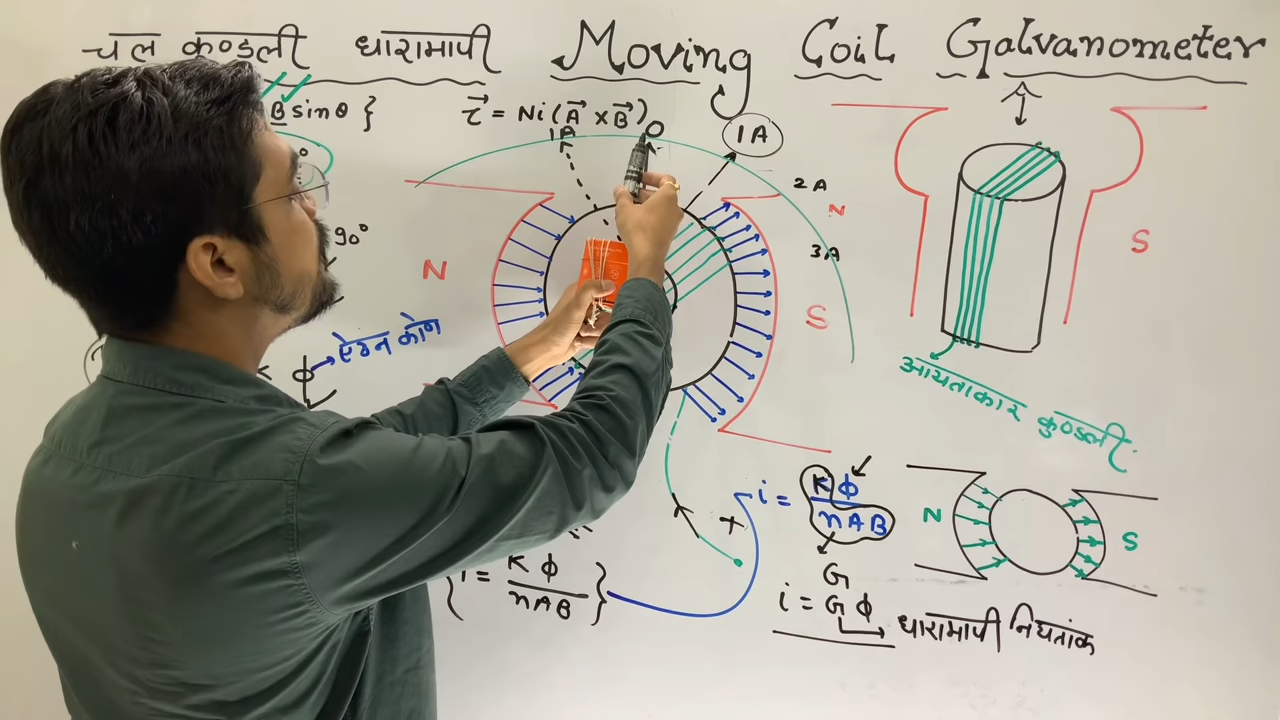 चल कुण्डली धारामापी Moving Coil Galvanometer
B sinθ }
τ⃗ = Ni(A⃗ × B⃗)
1A
O
1A
2A
N
3A
90°
N
S
S
ϕ → ऐंठन कोण
आयताकार कुण्डली
i = Kϕ / nAB
N
S
+
{ i = Kϕ / nAB }
G
i = G ϕ
धारामापी नियतांक